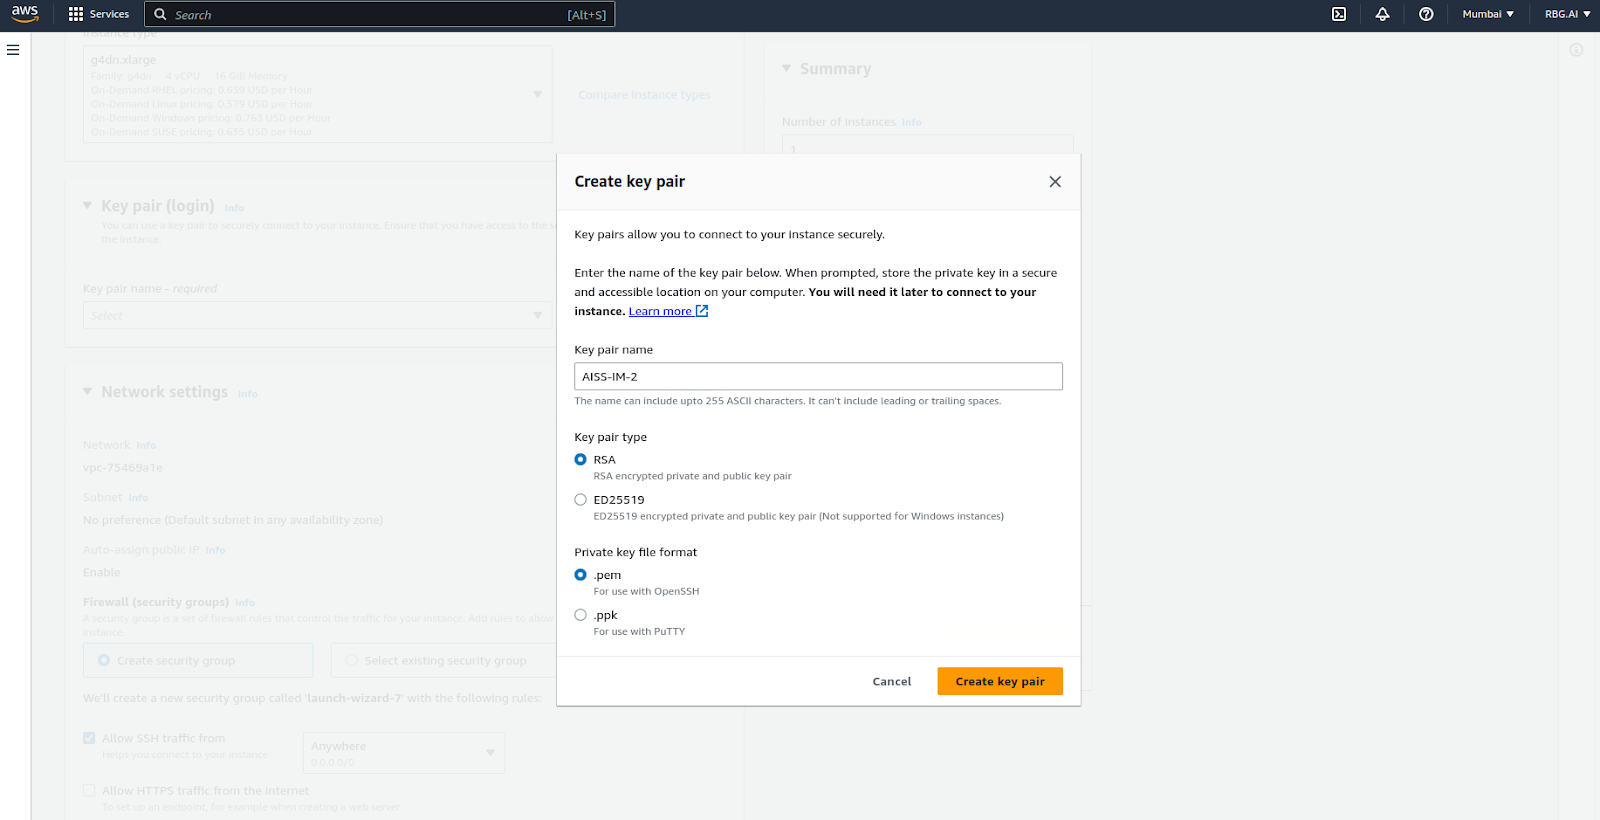 aws
Services
Search
[Alt+S]
Mumbai
RBG.AI
Instance type
g4dn.xlarge
Family: g4dn 4 vCPU 16 GiB Memory
On-Demand RHEL pricing: 0.639 USD per Hour
On-Demand Linux pricing: 0.579 USD per Hour
On-Demand Windows pricing: 0.763 USD per Hour
On-Demand SUSE pricing: 0.635 USD per Hour
Compare instance types
Summary
Number of instances Info
1
Key pair (login) Info
You can use a key pair to securely connect to your instance. Ensure that you have access to the
the instance.
Key pair name - required
Select
Network settings Info
Network Info
vpc-75469a1e
Subnet Info
No preference (Default subnet in any availability zone)
Auto-assign public IP Info
Enable
Firewall (security groups) Info
A security group is a set of firewall rules that control the traffic for your instance. Add rules to allow
instance.
Create security group
Select existing security group
We'll create a new security group called 'launch-wizard-7' with the following rules:
Allow SSH traffic from
Helps you connect to your instance
Anywhere
0.0.0.0/0
Allow HTTPS traffic from the internet
To set up an endpoint, for example when creating a web server
Create key pair
Key pairs allow you to connect to your instance securely.
Enter the name of the key pair below. When prompted, store the private key in a secure
and accessible location on your computer. You will need it later to connect to your
instance. Learn more
Key pair name
AISS-IM-2
The name can include upto 255 ASCII characters. It can't include leading or trailing spaces.
Key pair type
RSA
RSA encrypted private and public key pair
ED25519
ED25519 encrypted private and public key pair (Not supported for Windows instances)
Private key file format
.pem
For use with OpenSSH
.ppk
For use with PuTTY
Cancel
Create key pair